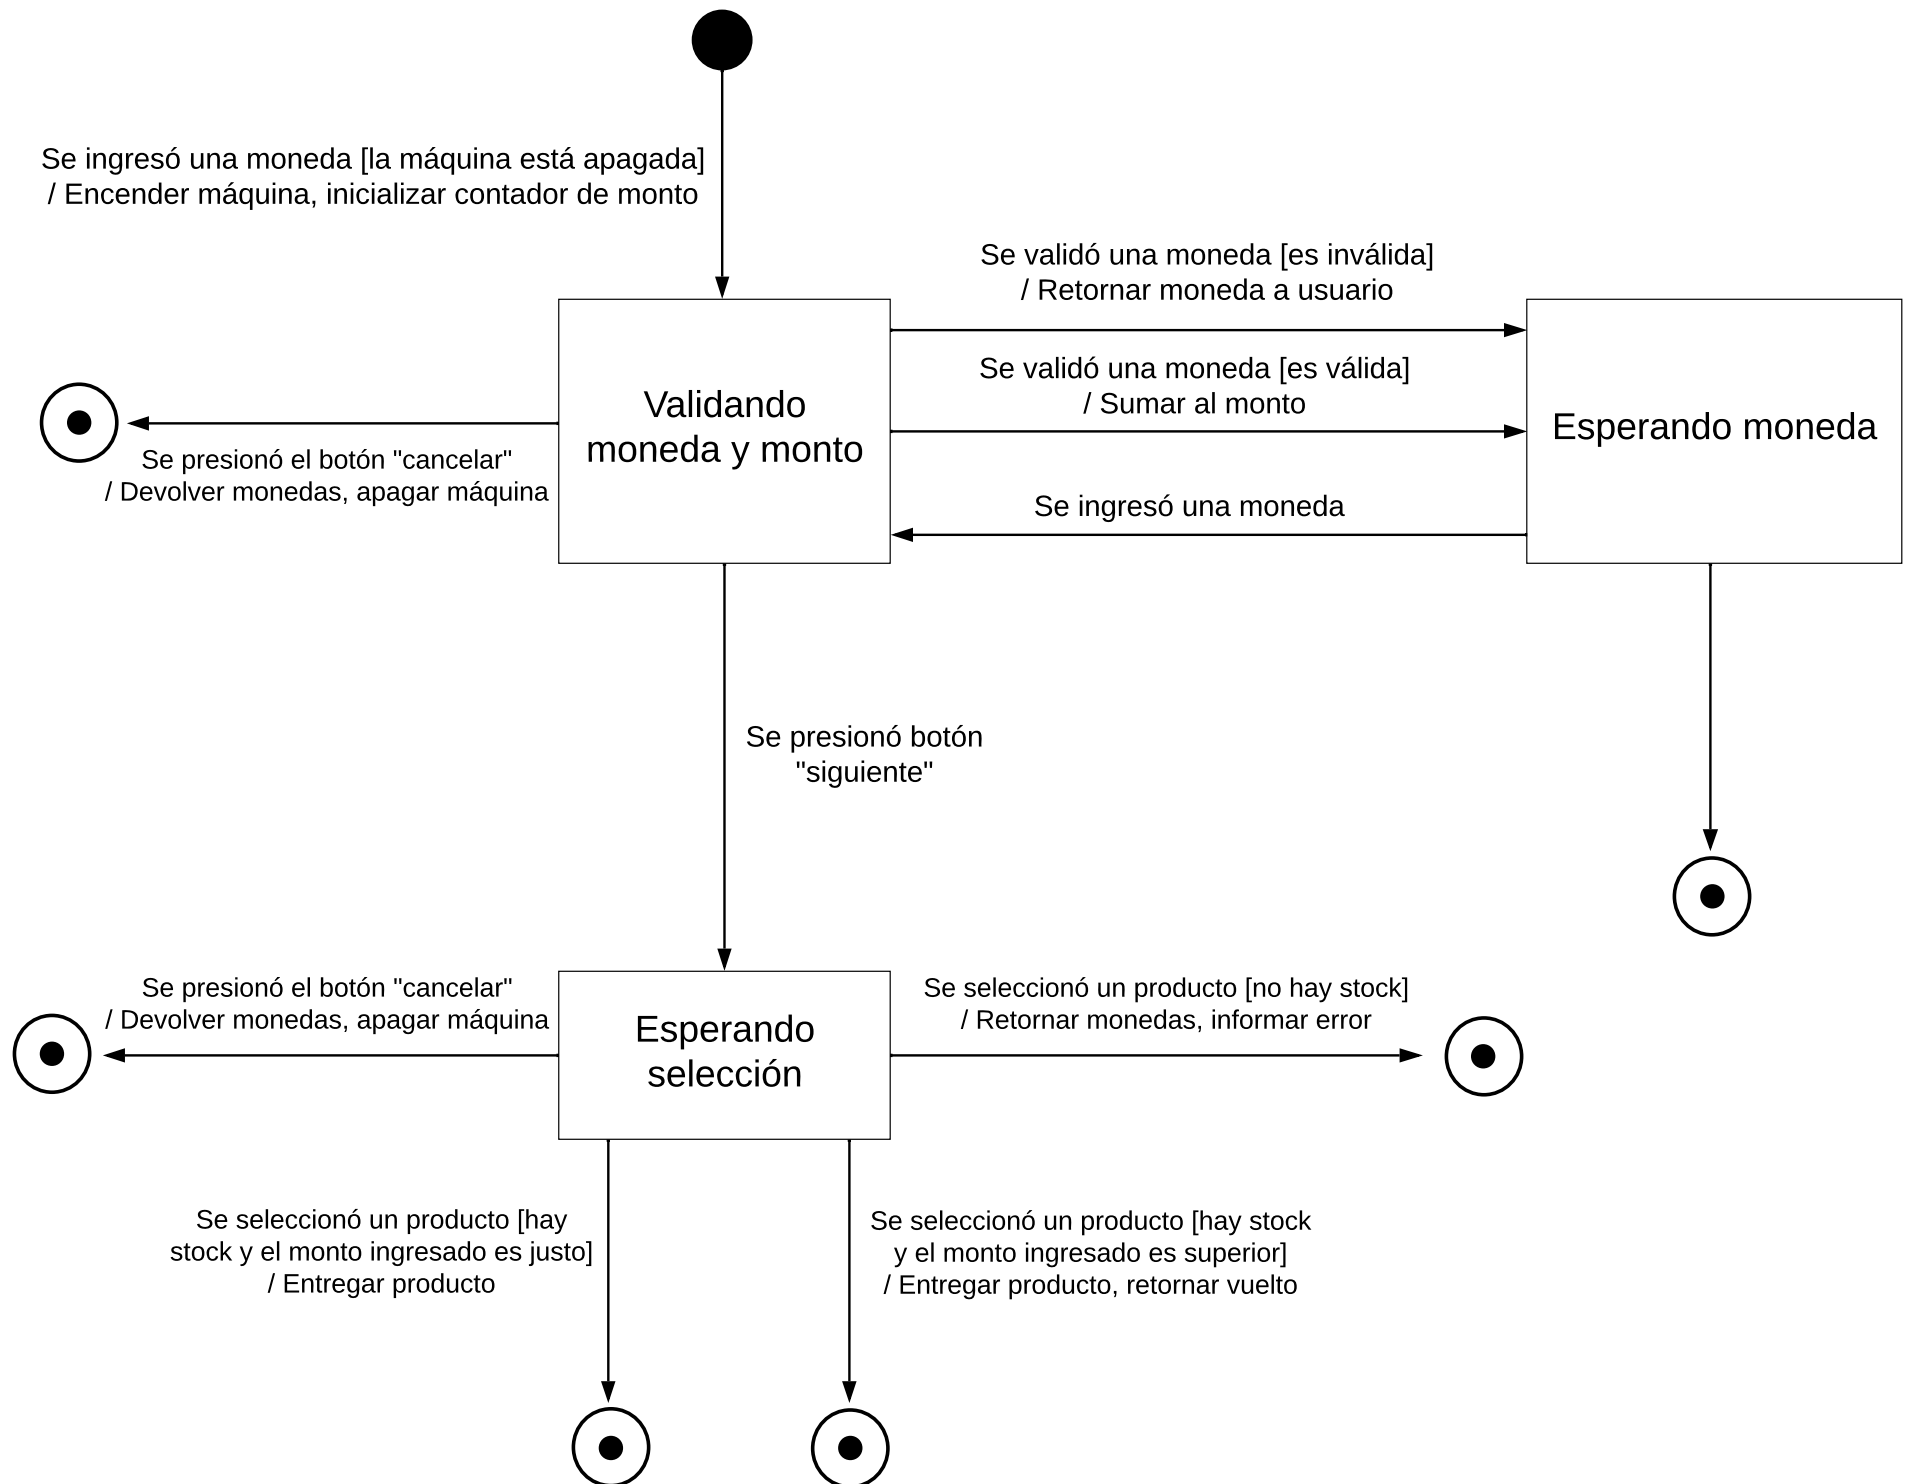 Se ingresó una moneda [la máquina está apagada]
/ Encender máquina, inicializar contador de monto
Se validó una moneda [es inválida]
/ Retornar moneda a usuario
Se validó una moneda [es válida]
/ Sumar al monto
Validando
moneda y monto
Esperando moneda
Se presionó el botón "cancelar"
/ Devolver monedas, apagar máquina
Se ingresó una moneda
Se presionó botón
"siguiente"
Se presionó el botón "cancelar"
/ Devolver monedas, apagar máquina
Esperando
selección
Se seleccionó un producto [no hay stock]
/ Retornar monedas, informar error
Se seleccionó un producto [hay
stock y el monto ingresado es justo]
/ Entregar producto
Se seleccionó un producto [hay stock
y el monto ingresado es superior]
/ Entregar producto, retornar vuelto